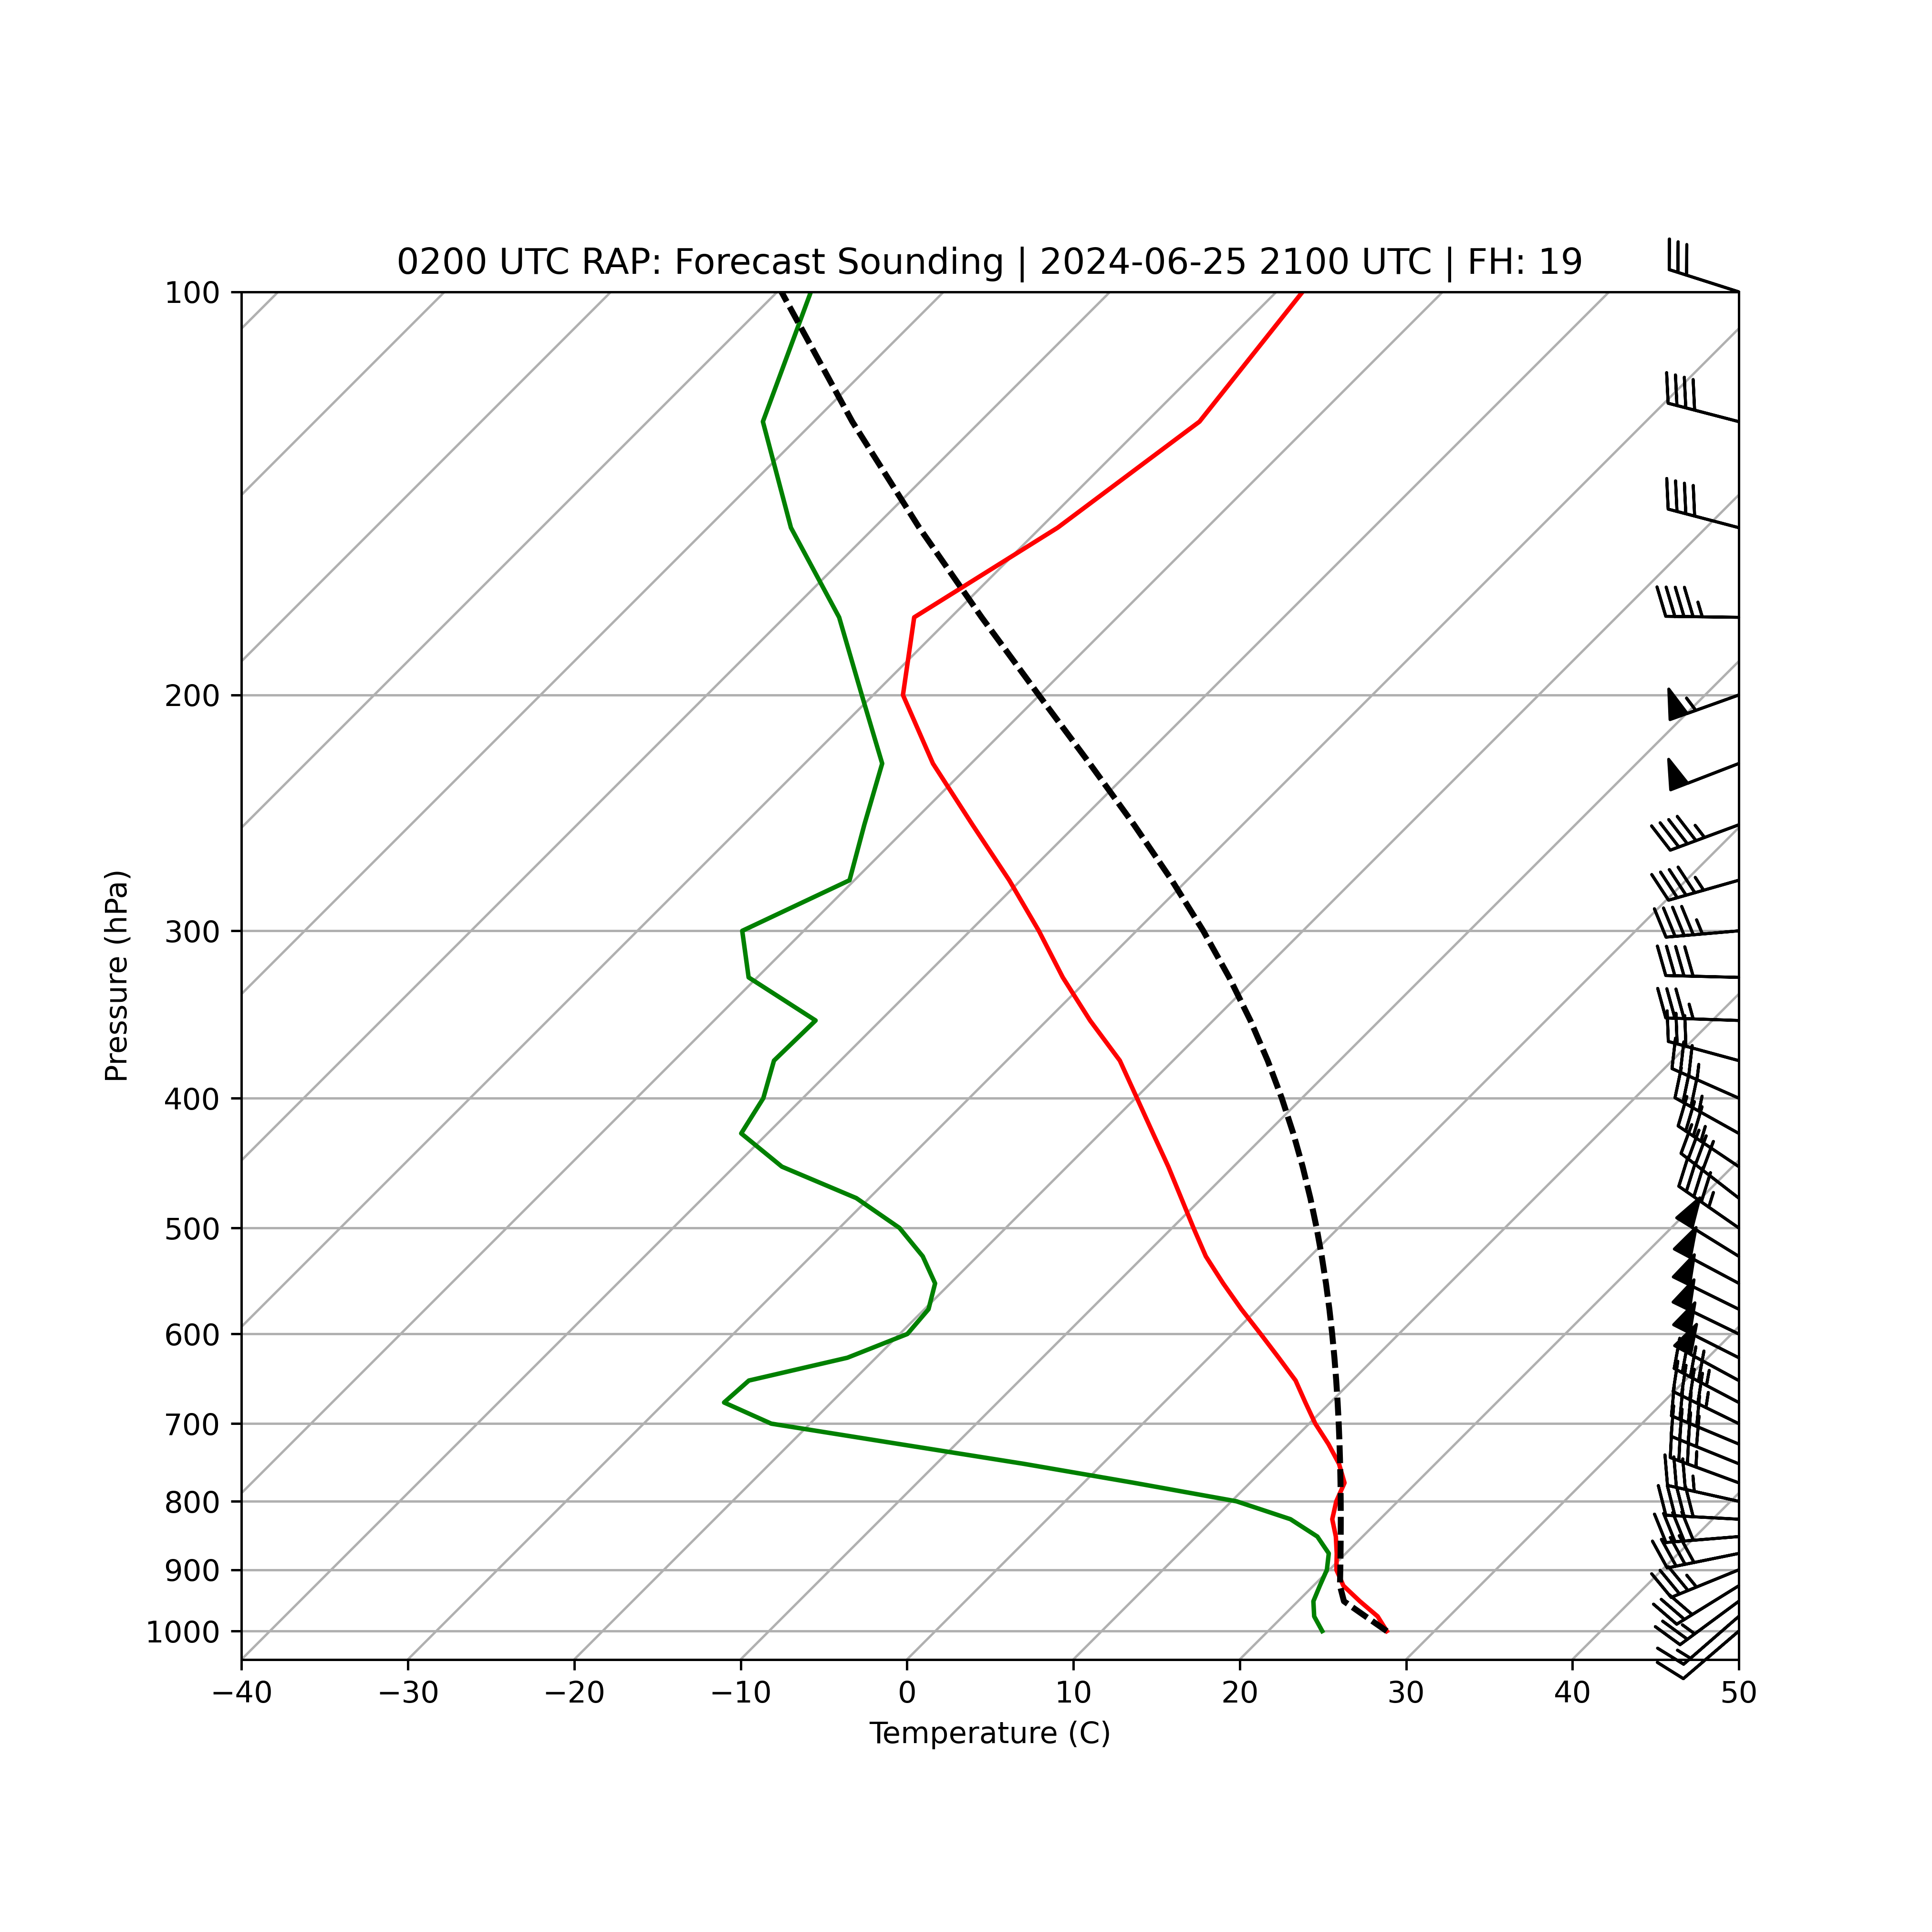 0200 UTC RAP: Forecast Sounding | 2024-06-25 2100 UTC | FH: 19
100
200
300
400
500
600
700
800
900
1000
Pressure (hPa)
−40 −30 −20 −10 0 10 20 30 40 50
Temperature (C)